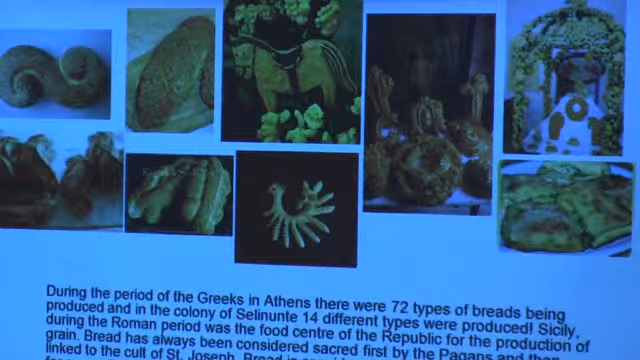 During the period of the Greeks in Athens there were 72 types of breads being
produced and in the colony of Selinunte 14 different types were produced! Sicily,
during the Roman period was the food centre of the Republic for the production of
grain. Bread has always been considered sacred first by the Pagans and then
linked to the cult of St. Joseph. Bread is